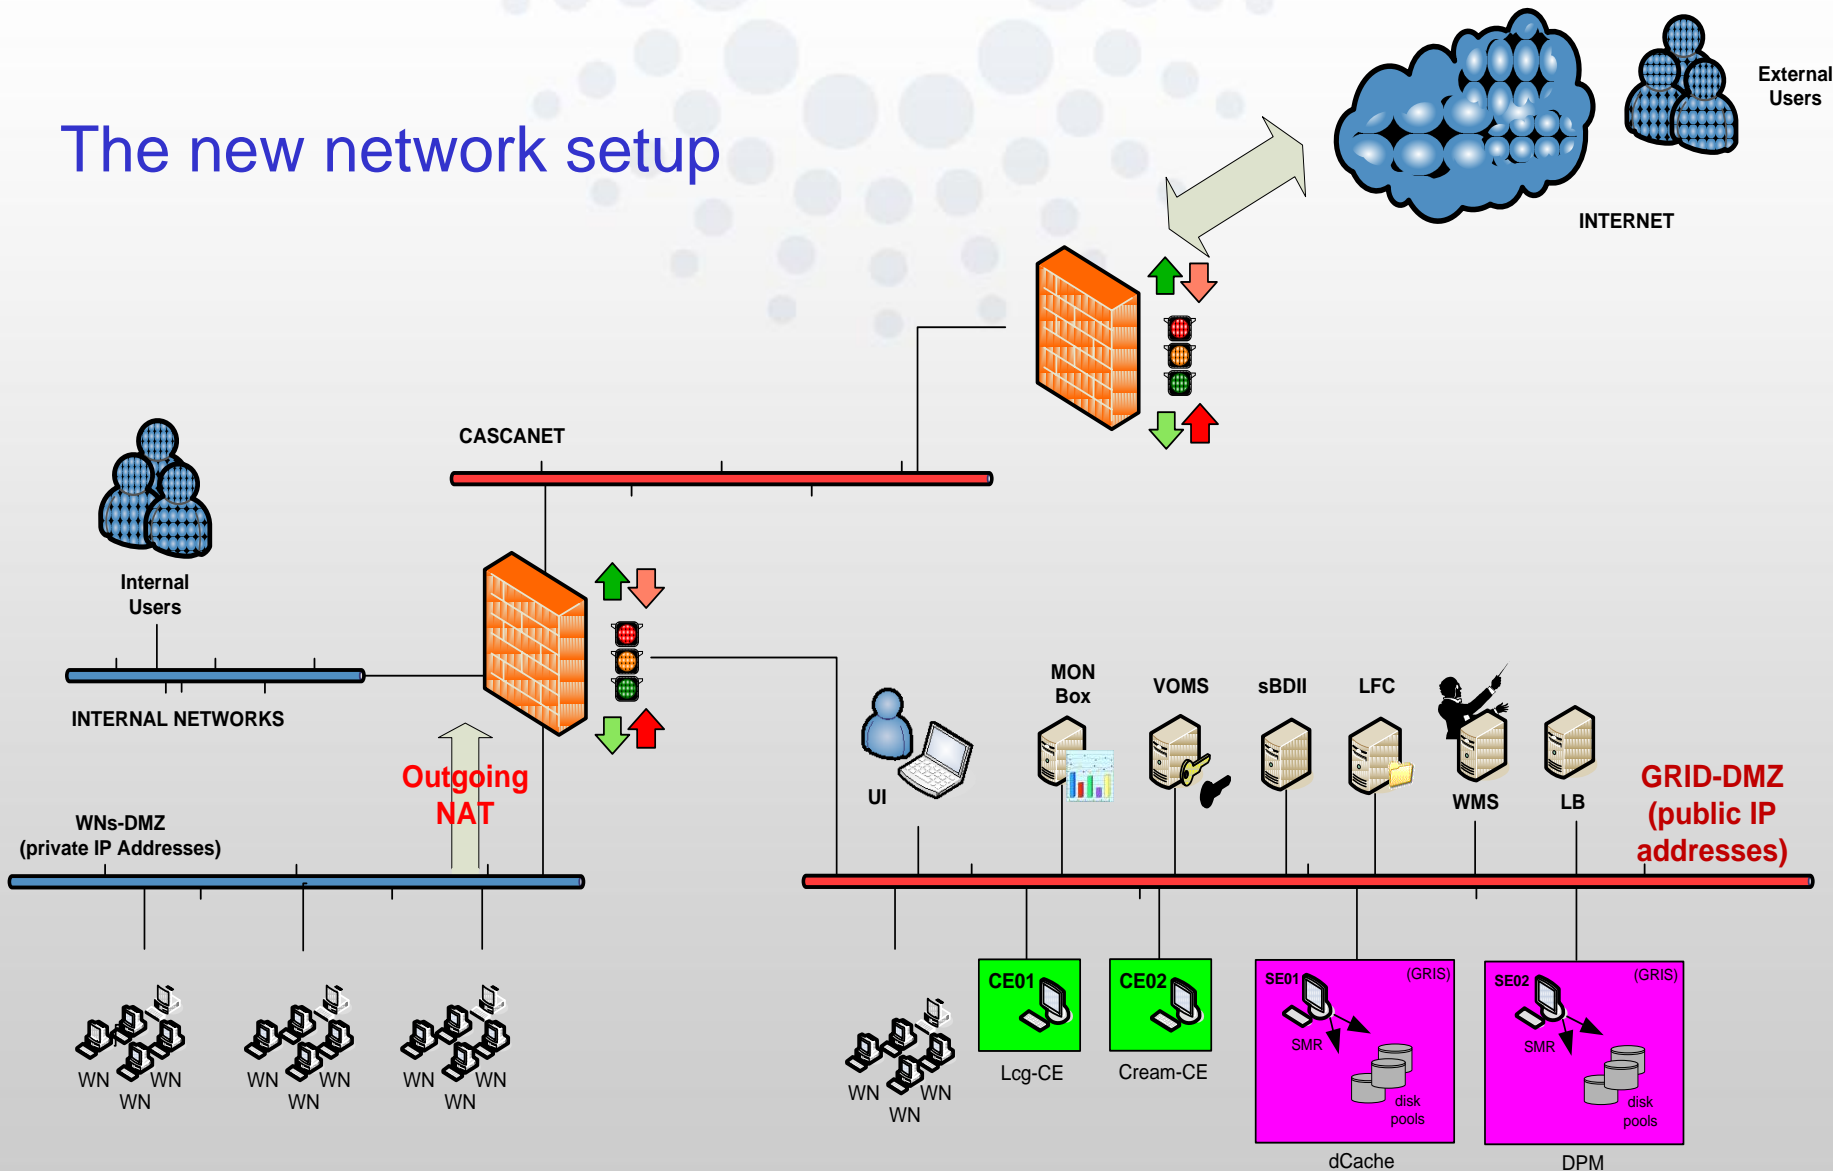 The new network setup
External
Users
INTERNET
CASCANET
Internal
Users
INTERNAL NETWORKS
Outgoing
NAT
WNs-DMZ
(private IP Addresses)
WN
WN
WN
WN
WN
WN
WN
WN
WN
UI
MON
Box
VOMS
sBDII
LFC
WMS
LB
GRID-DMZ
(public IP
addresses)
WN
WN
WN
CE01
Lcg-CE
CE02
Cream-CE
SE01
(GRIS)
SMR
disk
pools
dCache
SE02
(GRIS)
SMR
disk
pools
DPM